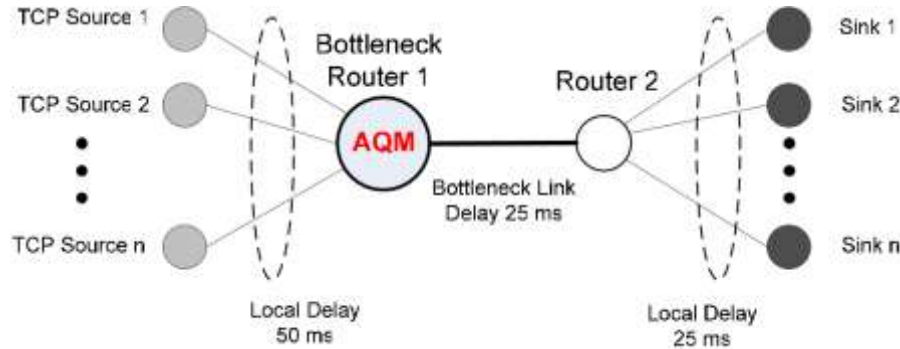 TCP Source 1
Bottleneck
Router 1
Router 2
Sink 1
TCP Source 2
AQM
Sink 2
Bottleneck Link
Delay 25 ms
TCP Source n
Sink n
Local Delay
50 ms
Local Delay
25 ms